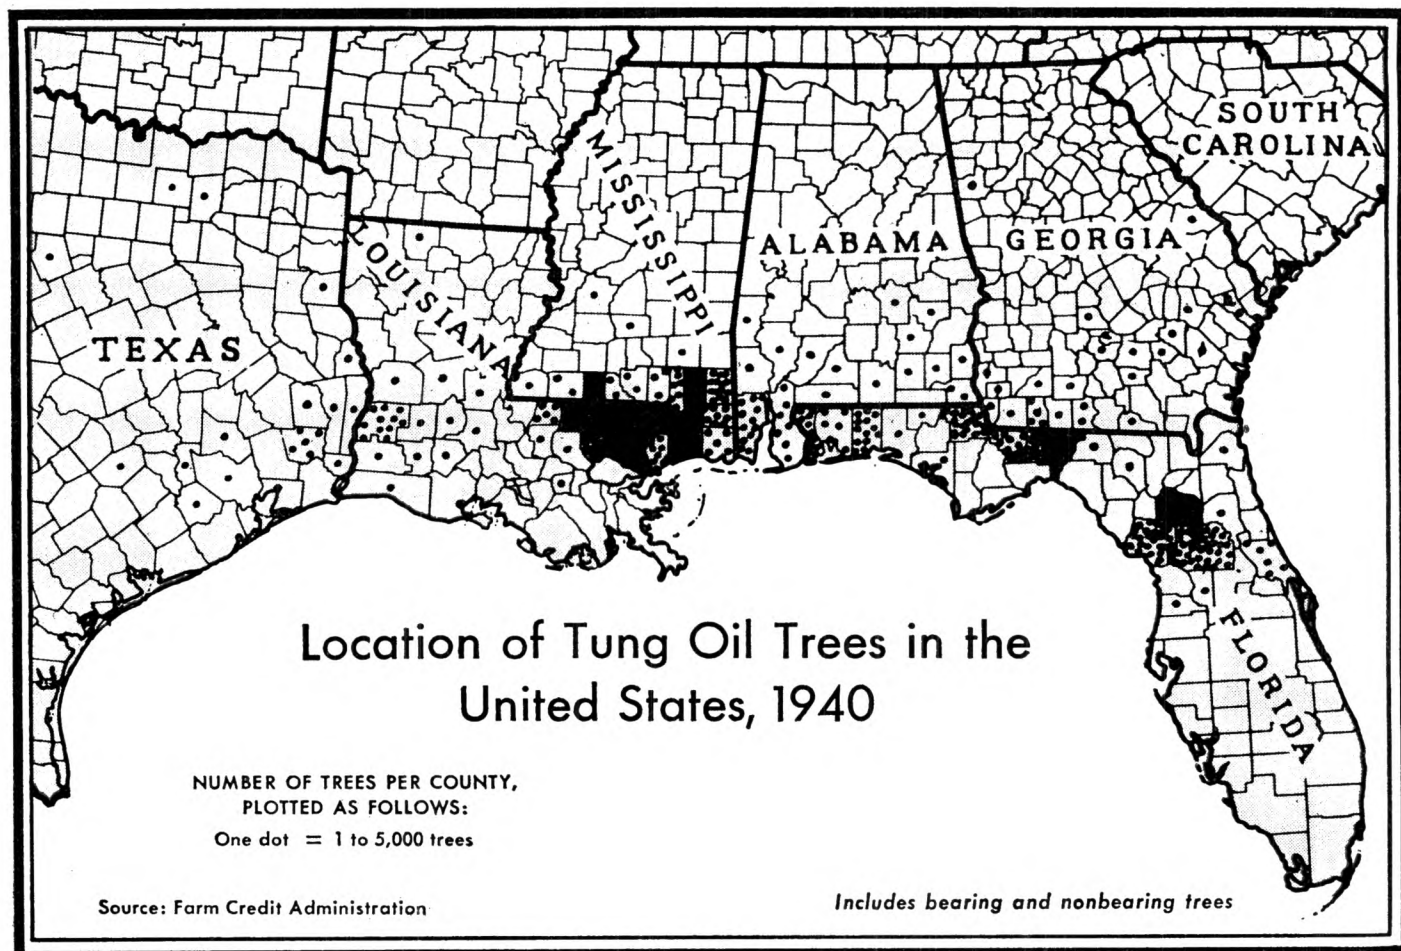 SOUTH
CAROLINA
MISSISSIPPI
ALABAMA
GEORGIA
LOUISIANA
TEXAS
FLORIDA
Location of Tung Oil Trees in the
United States, 1940
NUMBER OF TREES PER COUNTY,
PLOTTED AS FOLLOWS:
One dot = 1 to 5,000 trees
Source: Farm Credit Administration
Includes bearing and nonbearing trees